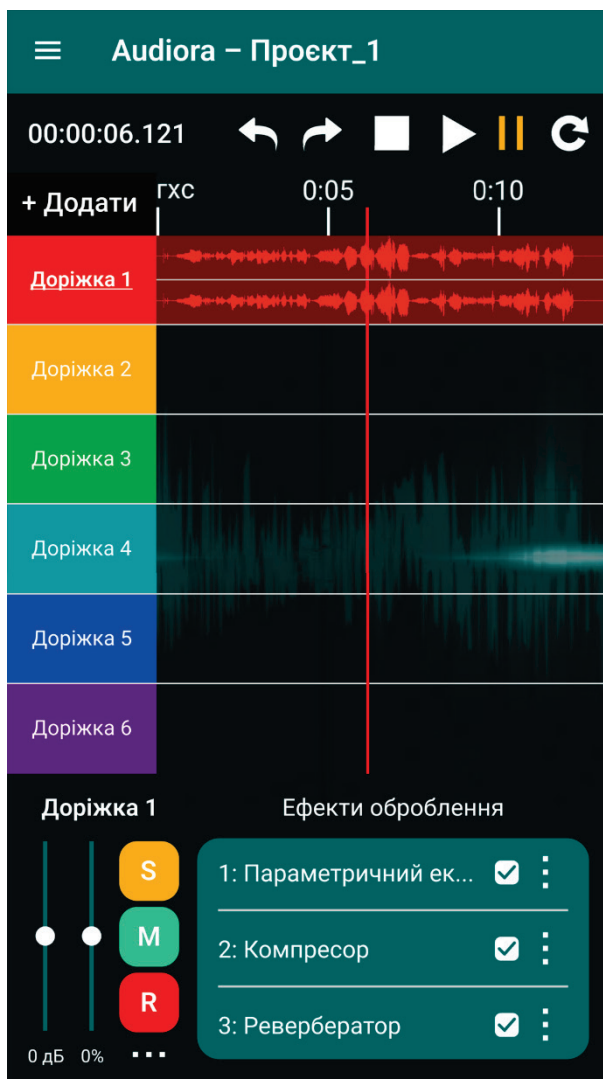 Audiora – Проєкт_1
00:00:06.121
+ Додати
гхс 0:05 0:10
Доріжка 1
Доріжка 2
Доріжка 3
Доріжка 4
Доріжка 5
Доріжка 6
Доріжка 1
Ефекти оброблення
S
M
R
0 дБ 0%
1: Параметричний ек...
2: Компресор
3: Ревербератор